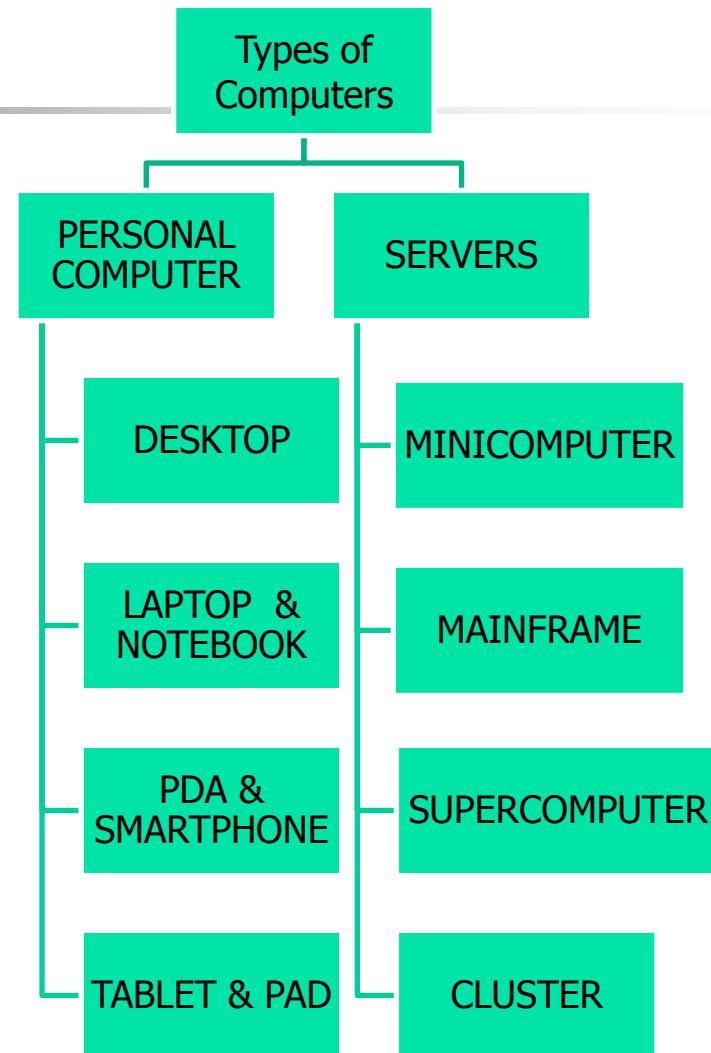 Types of
Computers
PERSONAL
COMPUTER
DESKTOP
LAPTOP & 
NOTEBOOK
PDA &
SMARTPHONE
TABLET & PAD
SERVERS
MINICOMPUTER
MAINFRAME
SUPERCOMPUTER
CLUSTER